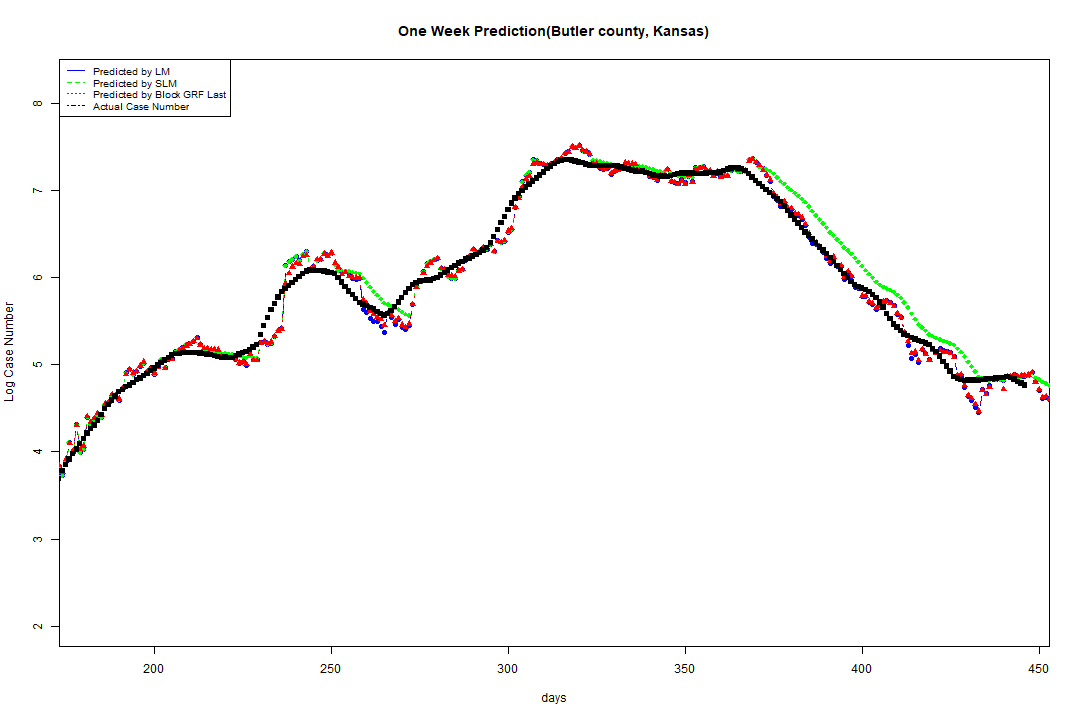 One Week Prediction(Butler county, Kansas)
Predicted by LM
Predicted by SLM
Predicted by Block GRF Last
Actual Case Number
8
7
6
5
4
3
2
Log Case Number
200
250
300
350
400
450
days